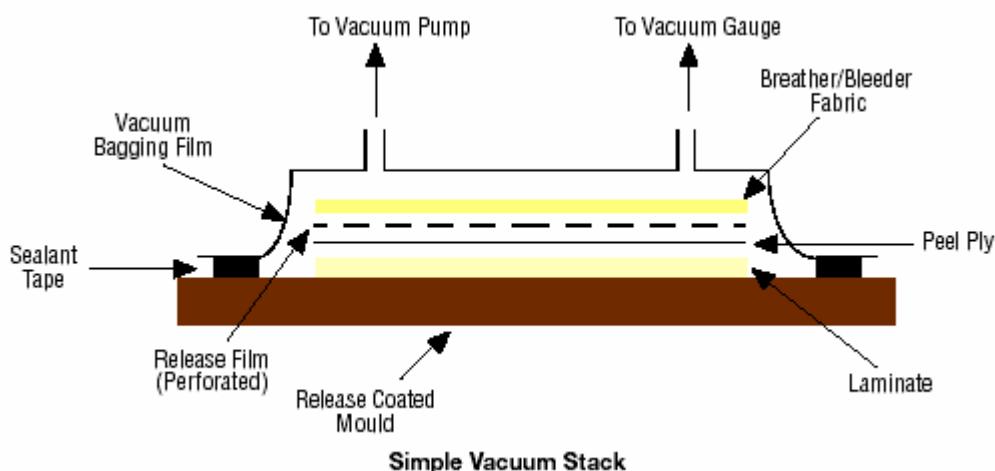 To Vacuum Pump
To Vacuum Gauge
Breather/Bleeder
Fabric
Vacuum
Bagging Film
Sealant
Tape
Peel Ply
Release Film
(Perforated)
Release Coated
Mould
Laminate
Simple Vacuum Stack